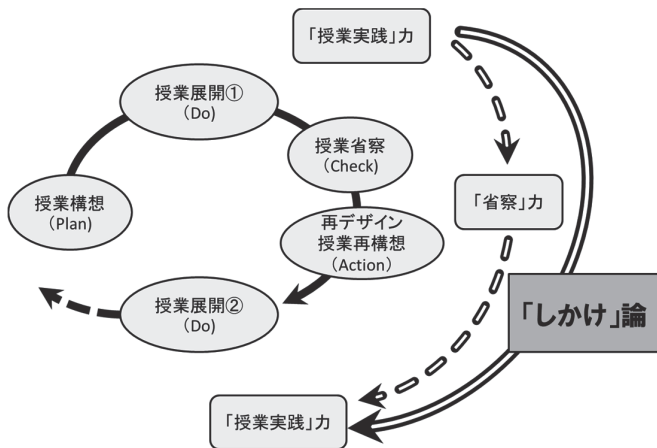 「授業実践」力
授業展開①
(Do)
授業省察
(Check)
授業構想
(Plan)
「省察」力
再デザイン
授業再構想
(Action)
授業展開②
(Do)
「しかけ」論
「授業実践」力